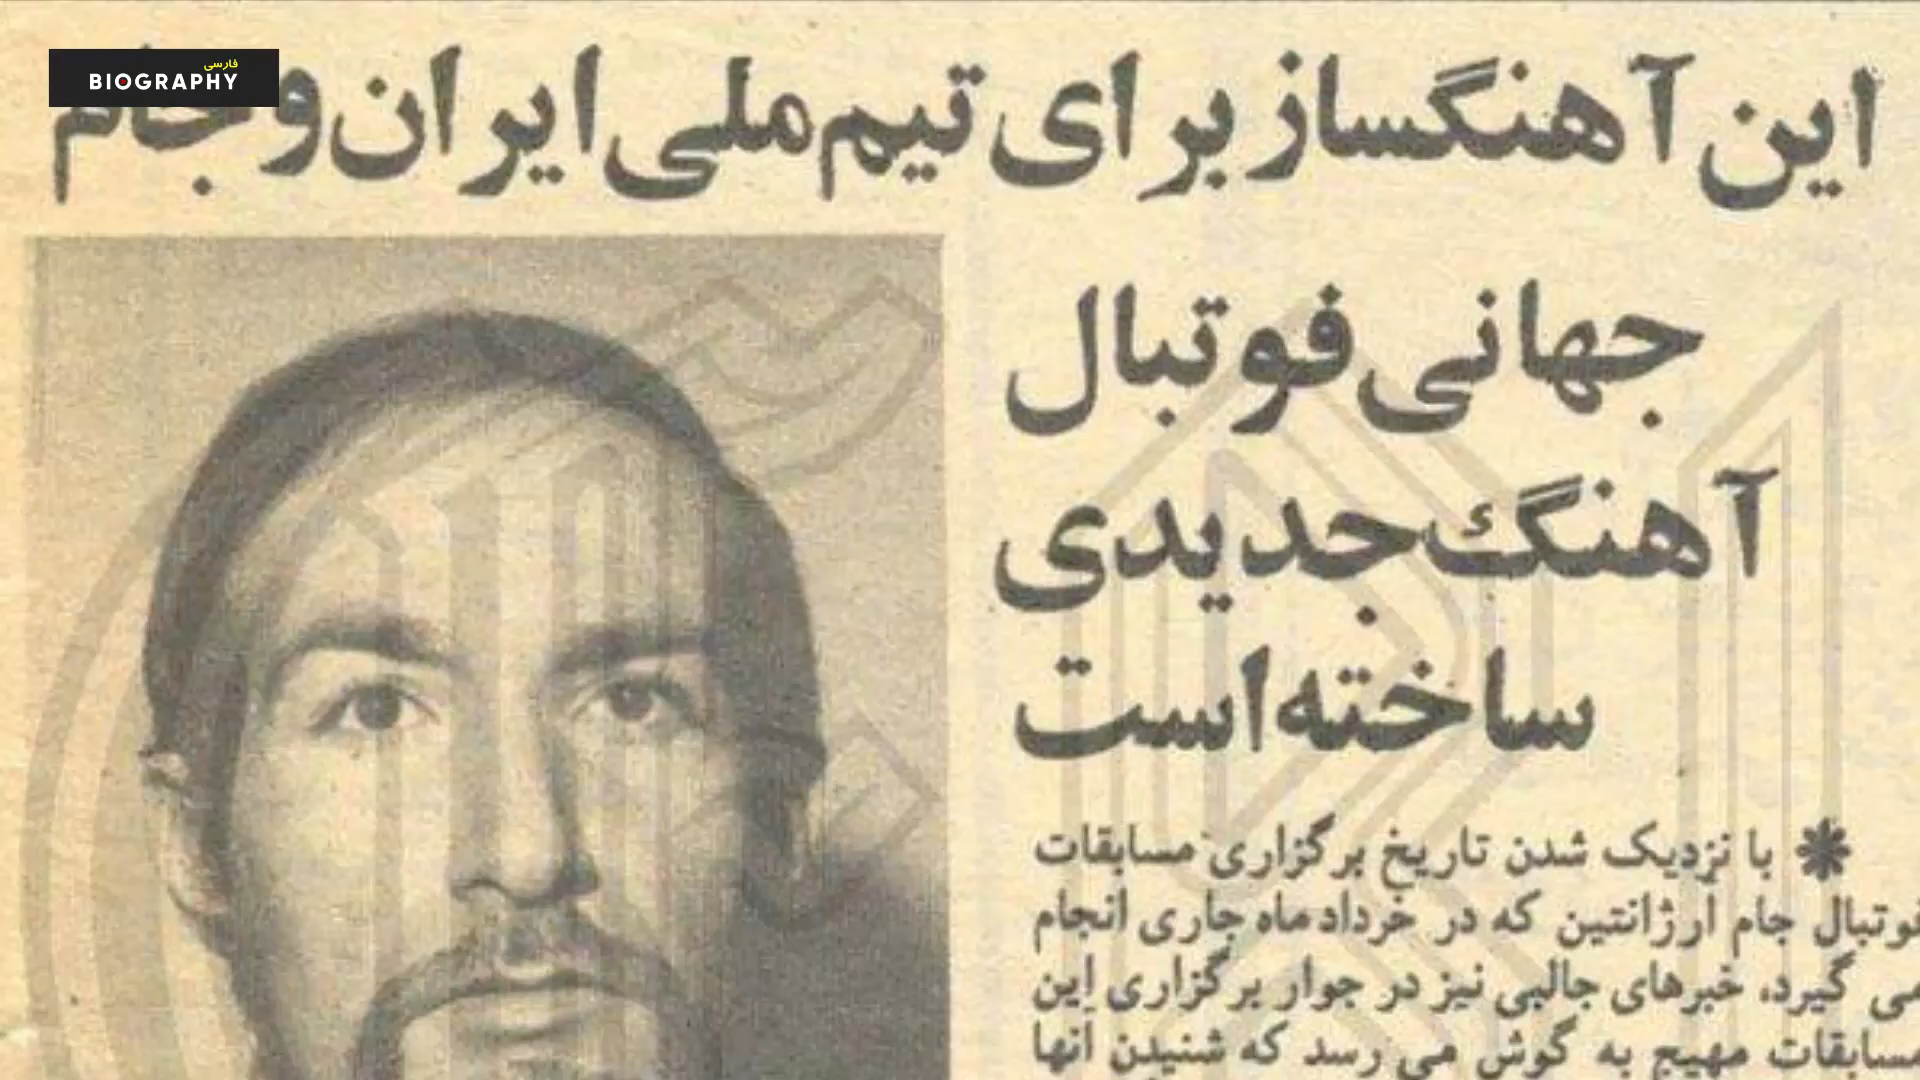 فارسی
BIOGRAPHY
این آهنگساز برای تیم ملی ایران و جام
جهانی فوتبال
آهنگ جدیدی
ساخته است
با نزدیک شدن تاریخ برگزاری مسابقات
فوتبال جام آرژانتین که در خرداد ماه جاری انجام
می گیرد، خبرهای جالبی نیز در جوار برگزاری این
مسابقات مهیج به گوش می رسد که شنیدن آنها